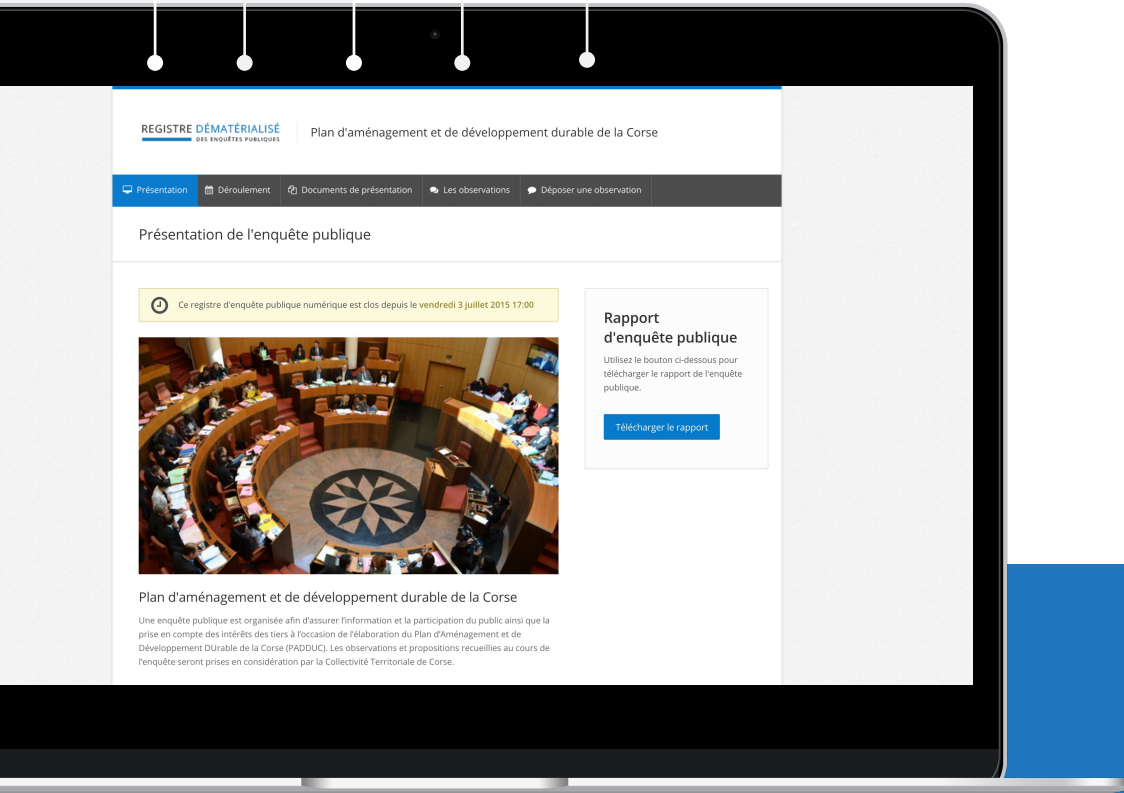 REGISTRE DÉMATÉRIALISÉ
DES ENQUÊTES PUBLIQUES
Plan d'aménagement et de développement durable de la Corse
Présentation
Déroulement
Documents de présentation
Les observations
Déposer une observation
Présentation de l'enquête publique
Ce registre d'enquête publique numérique est clos depuis le vendredi 3 juillet 2015 17:00
Rapport
d'enquête publique
Utilisez le bouton ci-dessous pour
télécharger le rapport de l'enquête
publique.
Télécharger le rapport
Plan d'aménagement et de développement durable de la Corse
Une enquête publique est organisée afin d'assurer l'information et la participation du public ainsi que la
prise en compte des intérêts des tiers à l'occasion de l'élaboration du Plan d'Aménagement et de
Développement DUrable de la Corse (PADDUC). Les observations et propositions recueillies au cours de
l'enquête seront prises en considération par la Collectivité Territoriale de Corse.